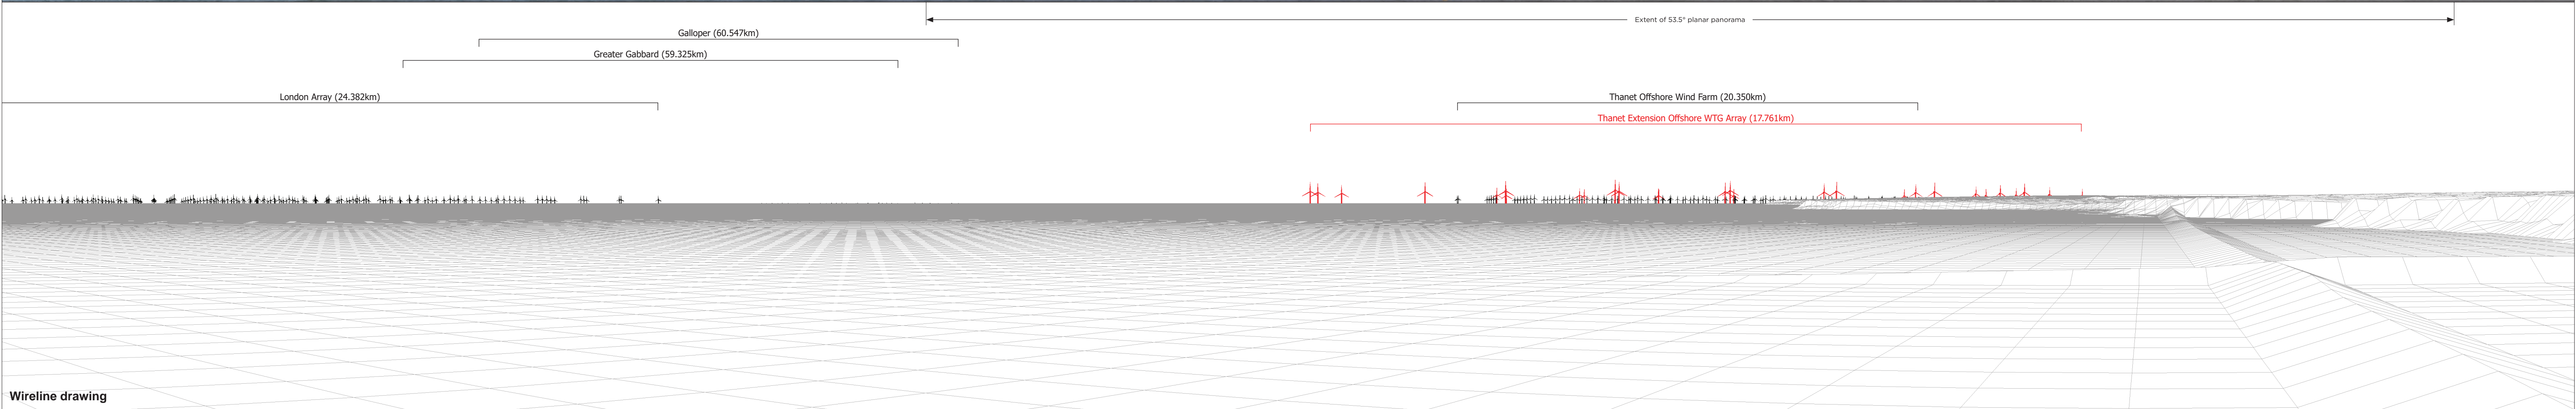 Extent of 53.5° planar panorama
Galloper (60.547km)
Greater Gabbard (59.325km)
London Array (24.382km)
Thanet Offshore Wind Farm (20.350km)
Thanet Extension Offshore WTG Array (17.761km)
Wireline drawing